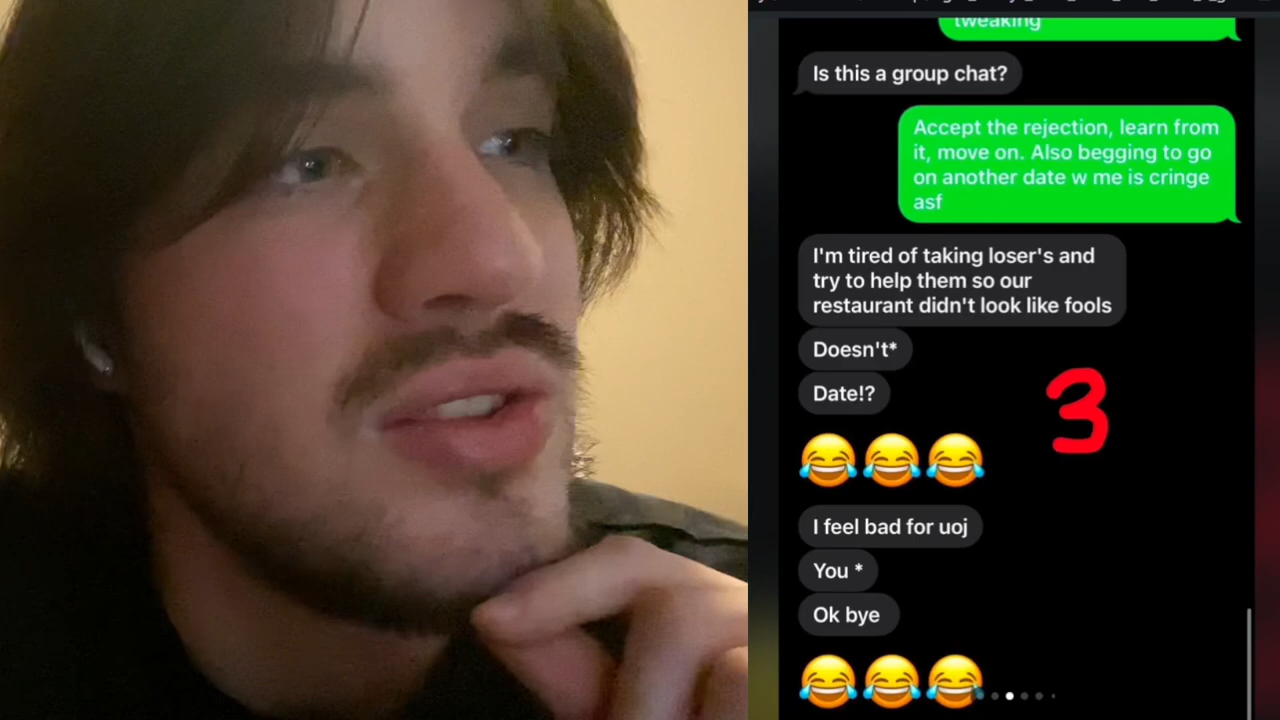 tweaking
Is this a group chat?
Accept the rejection, learn from
it, move on. Also begging to go
on another date w me is cringe
asf
I'm tired of taking loser's and
try to help them so our
restaurant didn't look like fools
Doesn't*
Date!?
3
😂😂😂
I feel bad for uoj
You *
Ok bye
😂😂😂